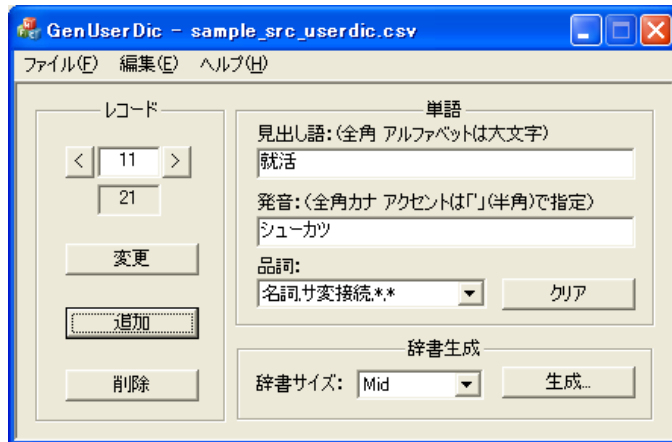 GenUserDic - sample_src_userdic.csv
ファイル(F) 編集(E) ヘルプ(H)
レコード
< 11 >
21
変更
追加
削除
単語
見出し語:(全角 アルファベットは大文字)
就活
発音:(全角カナ アクセントは「'」(半角)で指定)
シューカツ
品詞:
名詞,サ変接続,*,*
クリア
辞書生成
辞書サイズ: Mid 生成...